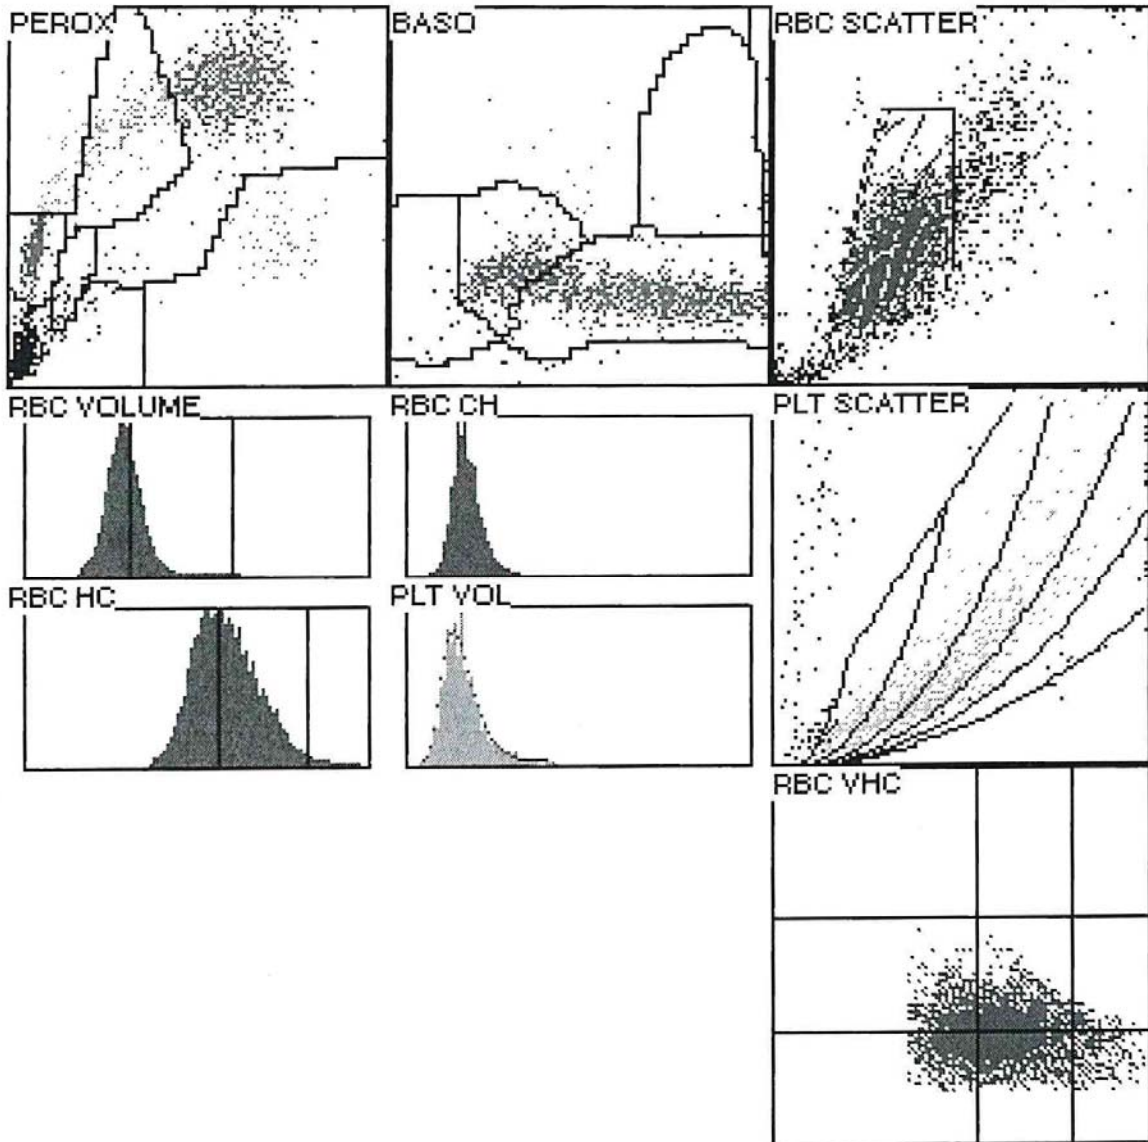 PEROX
BASO
RBC SCATTER
RBC VOLUME
RBC CH
PLT SCATTER
RBC HC
PLT VOL
RBC VHC